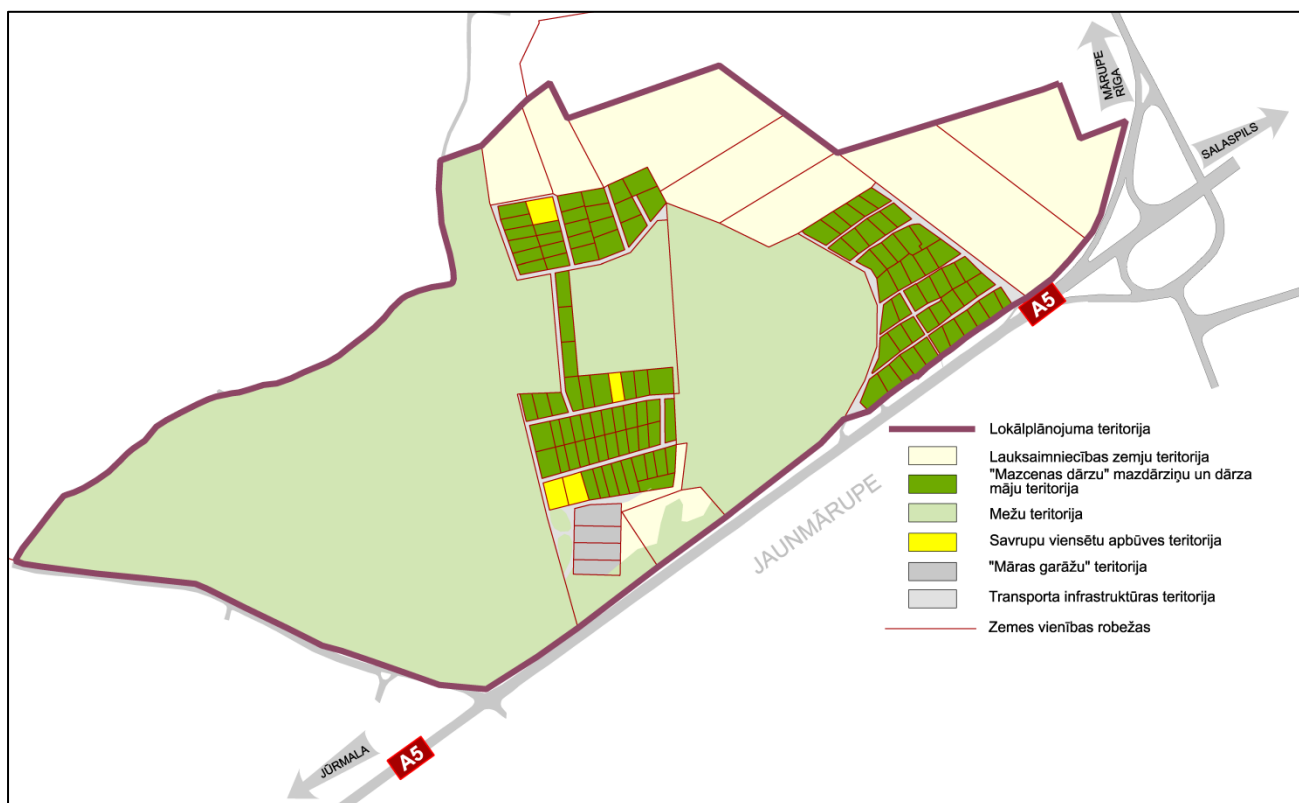 MĀRUPE
RĪGA
SALASPILS
A5
Lokālplānojuma teritorija
Lauksaimniecības zemju teritorija
"Mazcenas dārzu" mazdārziņu un dārza
māju teritorija
Mežu teritorija
Savrupu viensētu apbūves teritorija
"Māras garāžu" teritorija
Transporta infrastruktūras teritorija
Zemes vienības robežas
JAUNMĀRUPE
A5
JŪRMALA